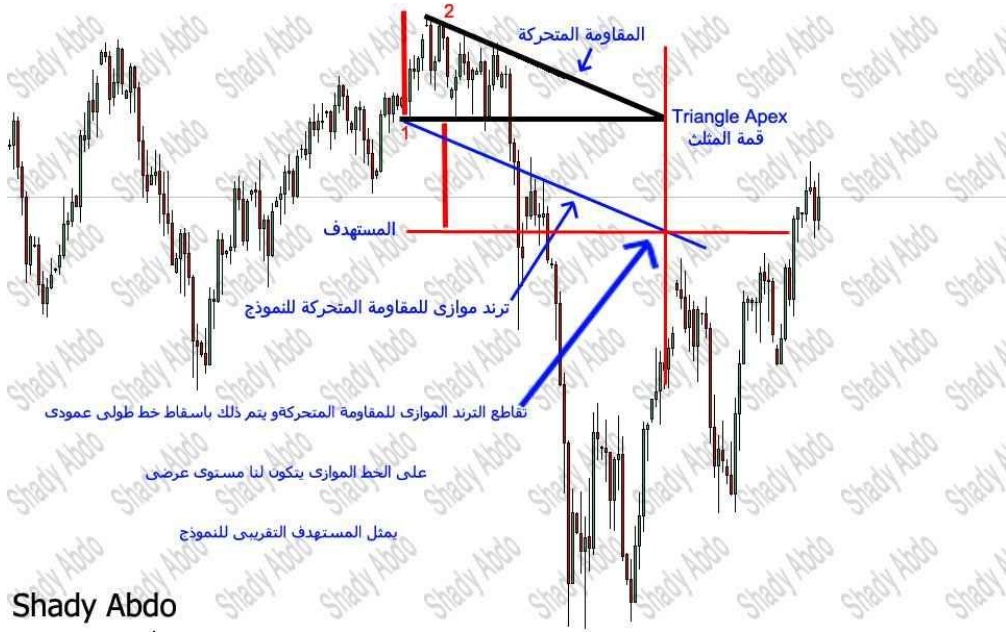 2
المقاومة المتحركة
Triangle Apex
قمة المثلث
1
المستهدف
ترند موازى للمقاومة المتحركة للنموذج
تقاطع الترند الموازى للمقاومة المتحركةو يتم ذلك باسقاط خط طولى عمودى
على الخط الموازى يتكون لنا مستوى عرضى
يمثل المستهدف التقريبى للنموذج
Shady Abdo